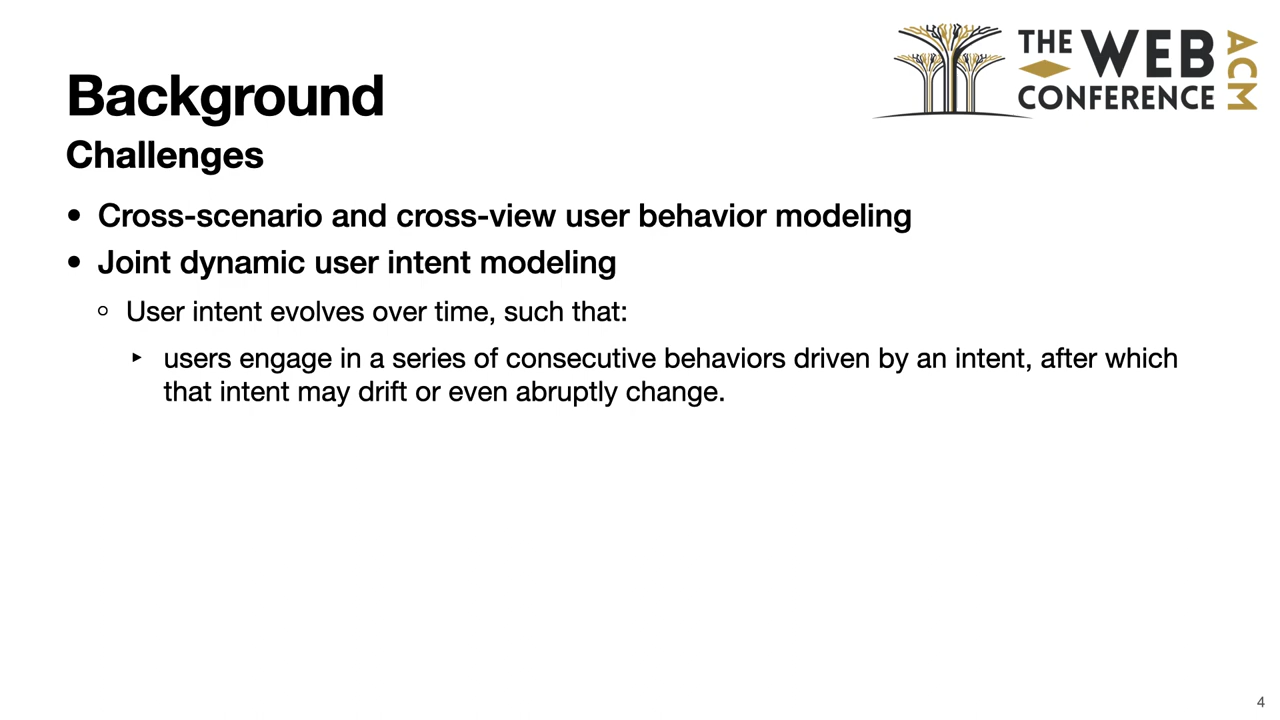 THE WEB CONFERENCE ACM
Background
Challenges
• Cross-scenario and cross-view user behavior modeling
• Joint dynamic user intent modeling
○ User intent evolves over time, such that:
▸ users engage in a series of consecutive behaviors driven by an intent, after which
that intent may drift or even abruptly change.
4